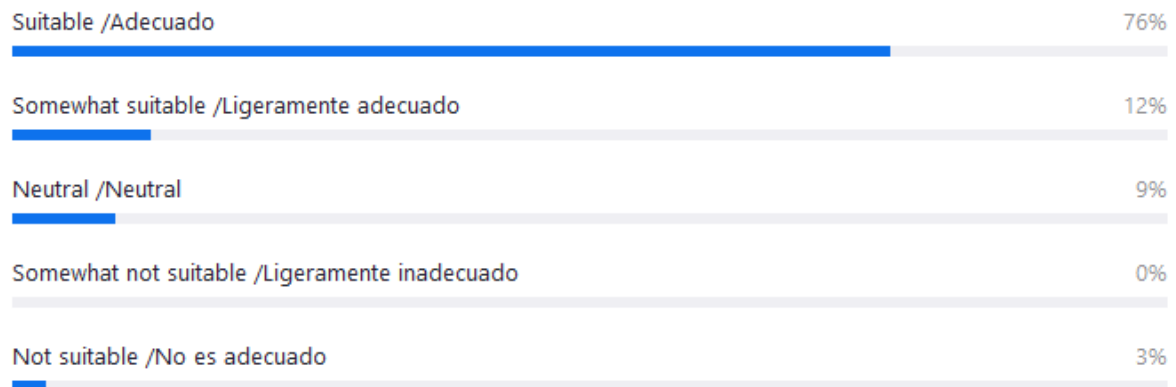 Suitable /Adecuado 76%
Somewhat suitable /Ligeramente adecuado 12%
Neutral /Neutral 9%
Somewhat not suitable /Ligeramente inadecuado 0%
Not suitable /No es adecuado 3%